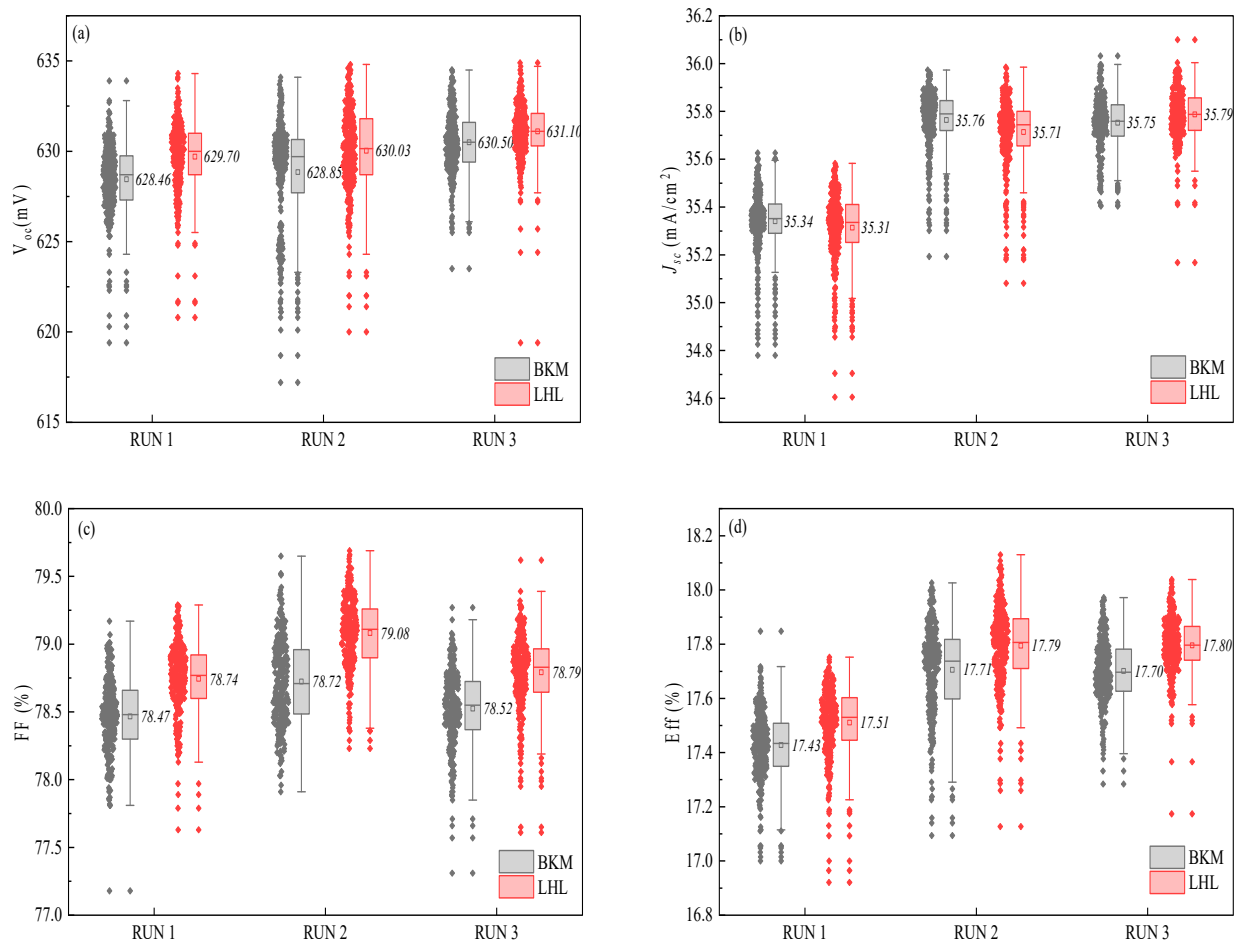 (a)
V_oc (mV)
635
630
625
620
615
628.46
629.70
628.85
630.03
630.50
631.10
BKM
LHL
RUN 1
RUN 2
RUN 3
(b)
J_sc (mA/cm²)
36.2
36.0
35.8
35.6
35.4
35.2
35.0
34.8
34.6
35.34
35.31
35.76
35.71
35.75
35.79
BKM
LHL
RUN 1
RUN 2
RUN 3
(c)
FF (%)
80.0
79.5
79.0
78.5
78.0
77.5
77.0
78.47
78.74
78.72
79.08
78.52
78.79
BKM
LHL
RUN 1
RUN 2
RUN 3
(d)
Eff (%)
18.2
18.0
17.8
17.6
17.4
17.2
17.0
16.8
17.43
17.51
17.71
17.79
17.70
17.80
BKM
LHL
RUN 1
RUN 2
RUN 3